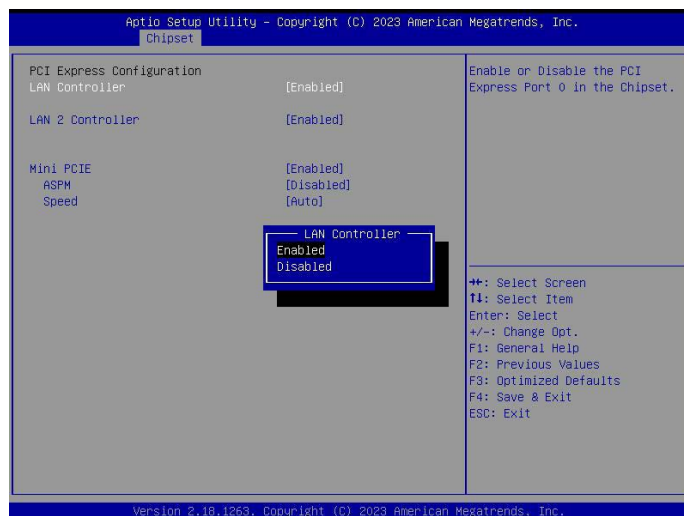 Aptio Setup Utility – Copyright (C) 2023 American Megatrends, Inc.
Chipset
PCI Express Configuration
LAN Controller [Enabled]
LAN 2 Controller [Enabled]
Mini PCIE [Enabled]
ASPM [Disabled]
Speed [Auto]
LAN Controller
Enabled
Disabled
Enable or Disable the PCI
Express Port 0 in the Chipset.
→←: Select Screen
↑↓: Select Item
Enter: Select
+/-: Change Opt.
F1: General Help
F2: Previous Values
F3: Optimized Defaults
F4: Save & Exit
ESC: Exit
Version 2.18.1263. Copyright (C) 2023 American Megatrends, Inc.